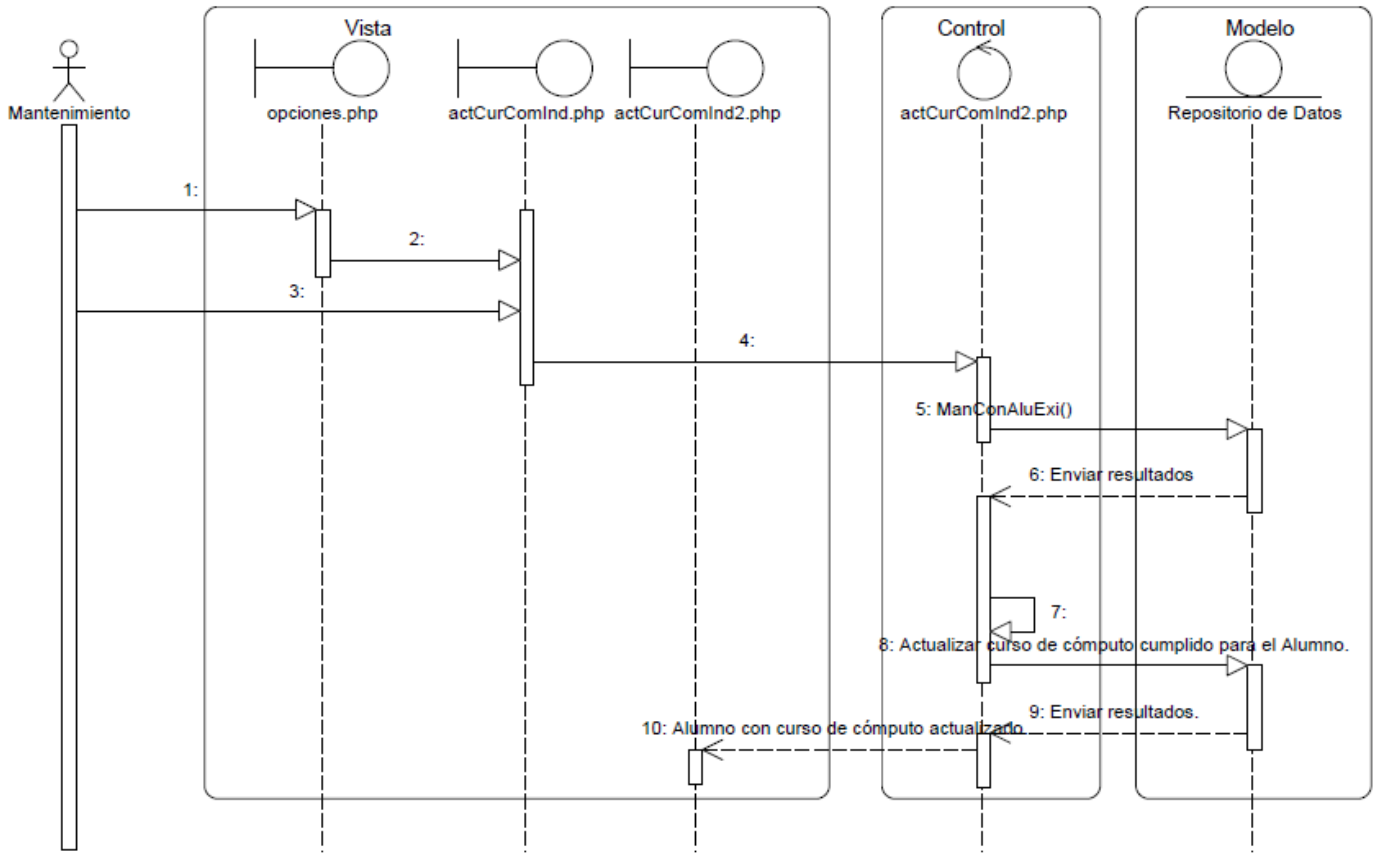 Vista
Control
Modelo
Mantenimiento
opciones.php
actCurComInd.php
actCurComInd2.php
actCurComInd2.php
Repositorio de Datos
1:
2:
3:
4:
5: ManConAluExi()
6: Enviar resultados
7:
8: Actualizar curso de cómputo cumplido para el Alumno.
9: Enviar resultados.
10: Alumno con curso de cómputo actualizado